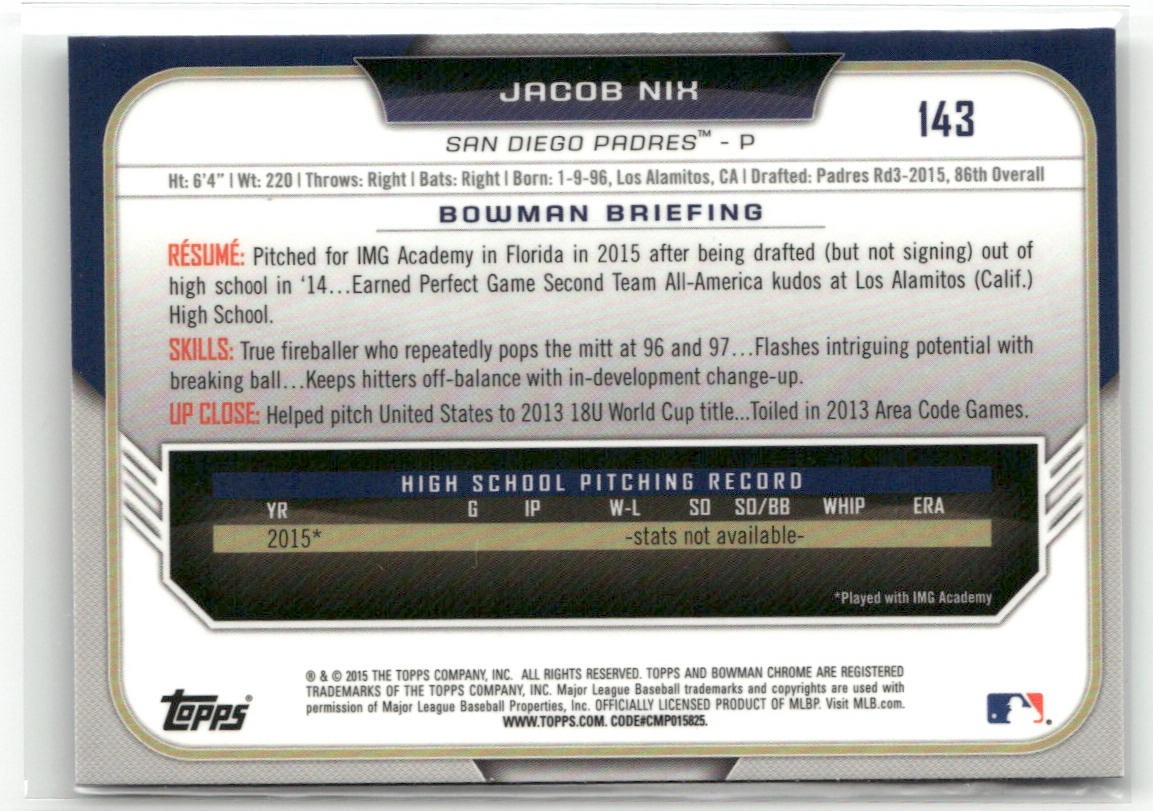 JACOB NIX
143
SAN DIEGO PADRES™ - P
Ht: 6'4" | Wt: 220 | Throws: Right | Bats: Right | Born: 1-9-96, Los Alamitos, CA | Drafted: Padres Rd3-2015, 86th Overall
BOWMAN BRIEFING
RÉSUMÉ: Pitched for IMG Academy in Florida in 2015 after being drafted (but not signing) out of
high school in '14...Earned Perfect Game Second Team All-America kudos at Los Alamitos (Calif.)
High School.
SKILLS: True fireballer who repeatedly pops the mitt at 96 and 97...Flashes intriguing potential with
breaking ball...Keeps hitters off-balance with in-development change-up.
UP CLOSE: Helped pitch United States to 2013 18U World Cup title...Toiled in 2013 Area Code Games.
HIGH SCHOOL PITCHING RECORD
YR G IP W-L SO SO/BB WHIP ERA
2015* -stats not available-
*Played with IMG Academy
® & © 2015 THE TOPPS COMPANY, INC. ALL RIGHTS RESERVED. TOPPS AND BOWMAN CHROME ARE REGISTERED
TRADEMARKS OF THE TOPPS COMPANY, INC. Major League Baseball trademarks and copyrights are used with
permission of Major League Baseball Properties, Inc. OFFICIALLY LICENSED PRODUCT OF MLBP. Visit MLB.com.
WWW.TOPPS.COM. CODE#CMP015825.
Topps®